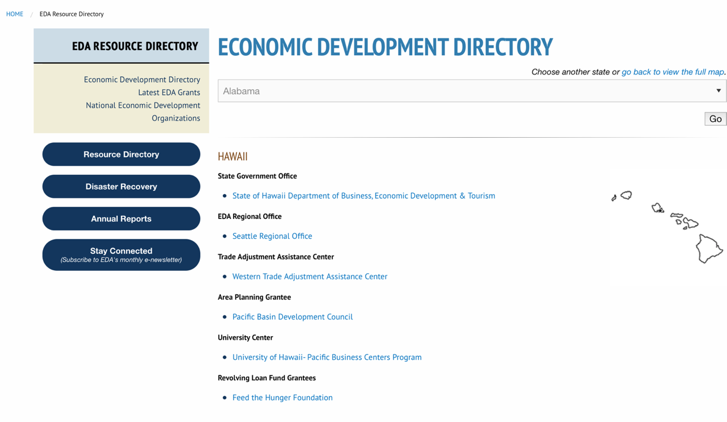 HOME / EDA Resource Directory
EDA RESOURCE DIRECTORY
Economic Development Directory
Latest EDA Grants
National Economic Development
Organizations
Resource Directory
Disaster Recovery
Annual Reports
Stay Connected
(Subscribe to EDA's monthly e-newsletter)
ECONOMIC DEVELOPMENT DIRECTORY
Choose another state or go back to view the full map.
Alabama
Go
HAWAII
State Government Office
State of Hawaii Department of Business, Economic Development & Tourism
EDA Regional Office
Seattle Regional Office
Trade Adjustment Assistance Center
Western Trade Adjustment Assistance Center
Area Planning Grantee
Pacific Basin Development Council
University Center
University of Hawaii- Pacific Business Centers Program
Revolving Loan Fund Grantees
Feed the Hunger Foundation